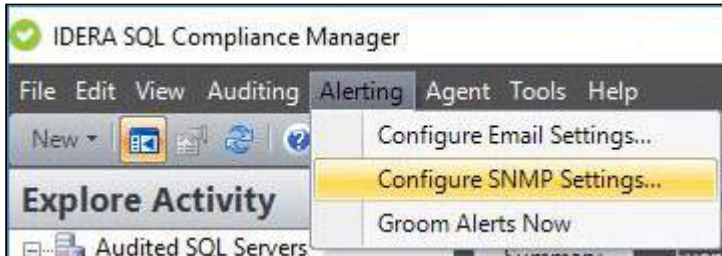 IDERA SQL Compliance Manager
File Edit View Auditing Alerting Agent Tools Help
New
Configure Email Settings...
Configure SNMP Settings...
Explore Activity
Groom Alerts Now
Audited SQL Servers